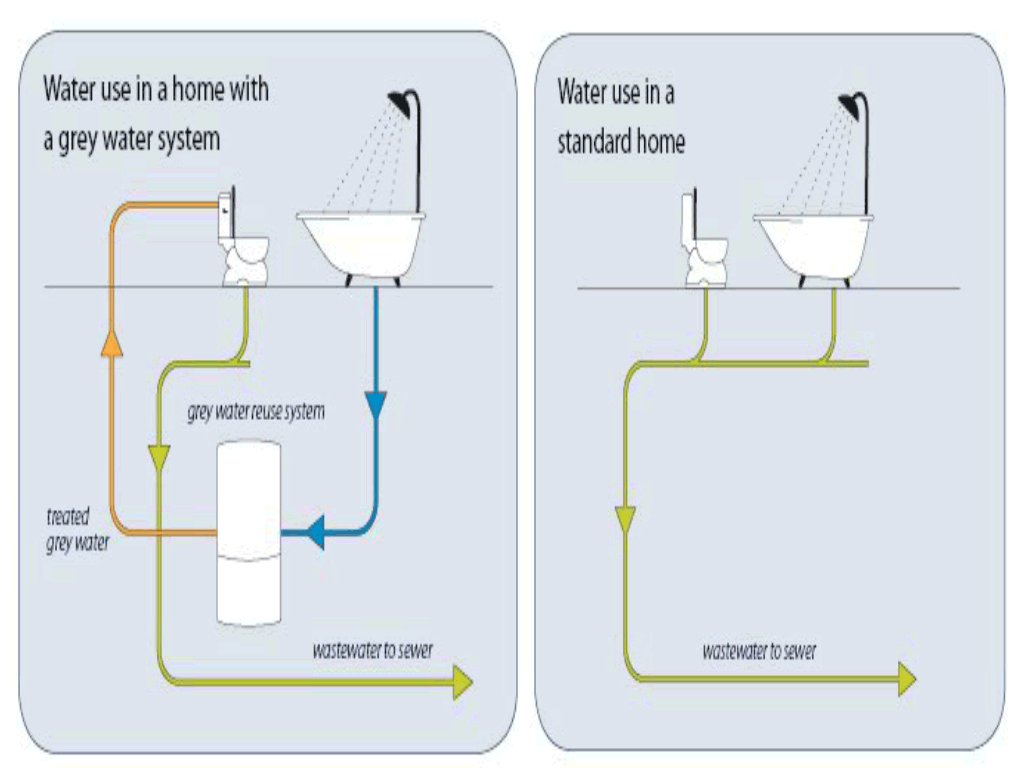 Water use in a home with
a grey water system
grey water reuse system
treated
grey water
wastewater to sewer
Water use in a
standard home
wastewater to sewer